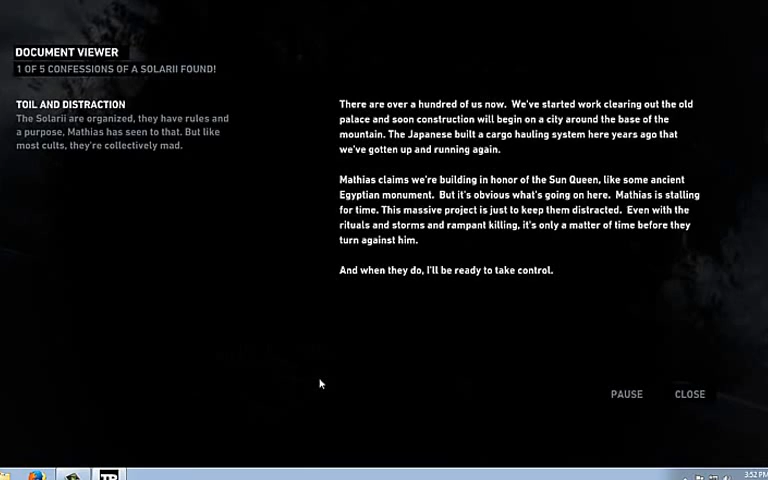 DOCUMENT VIEWER
1 OF 5 CONFESSIONS OF A SOLARII FOUND!
TOIL AND DISTRACTION
The Solarii are organized, they have rules and
a purpose, Mathias has seen to that. But like
most cults, they're collectively mad.
There are over a hundred of us now. We've started work clearing out the old
palace and soon construction will begin on a city around the base of the
mountain. The Japanese built a cargo hauling system here years ago that
we've gotten up and running again.
Mathias claims we're building in honor of the Sun Queen, like some ancient
Egyptian monument. But it's obvious what's going on here. Mathias is stalling
for time. This massive project is just to keep them distracted. Even with the
rituals and storms and rampant killing, it's only a matter of time before they
turn against him.
And when they do, I'll be ready to take control.
PAUSE CLOSE
3:52 PM